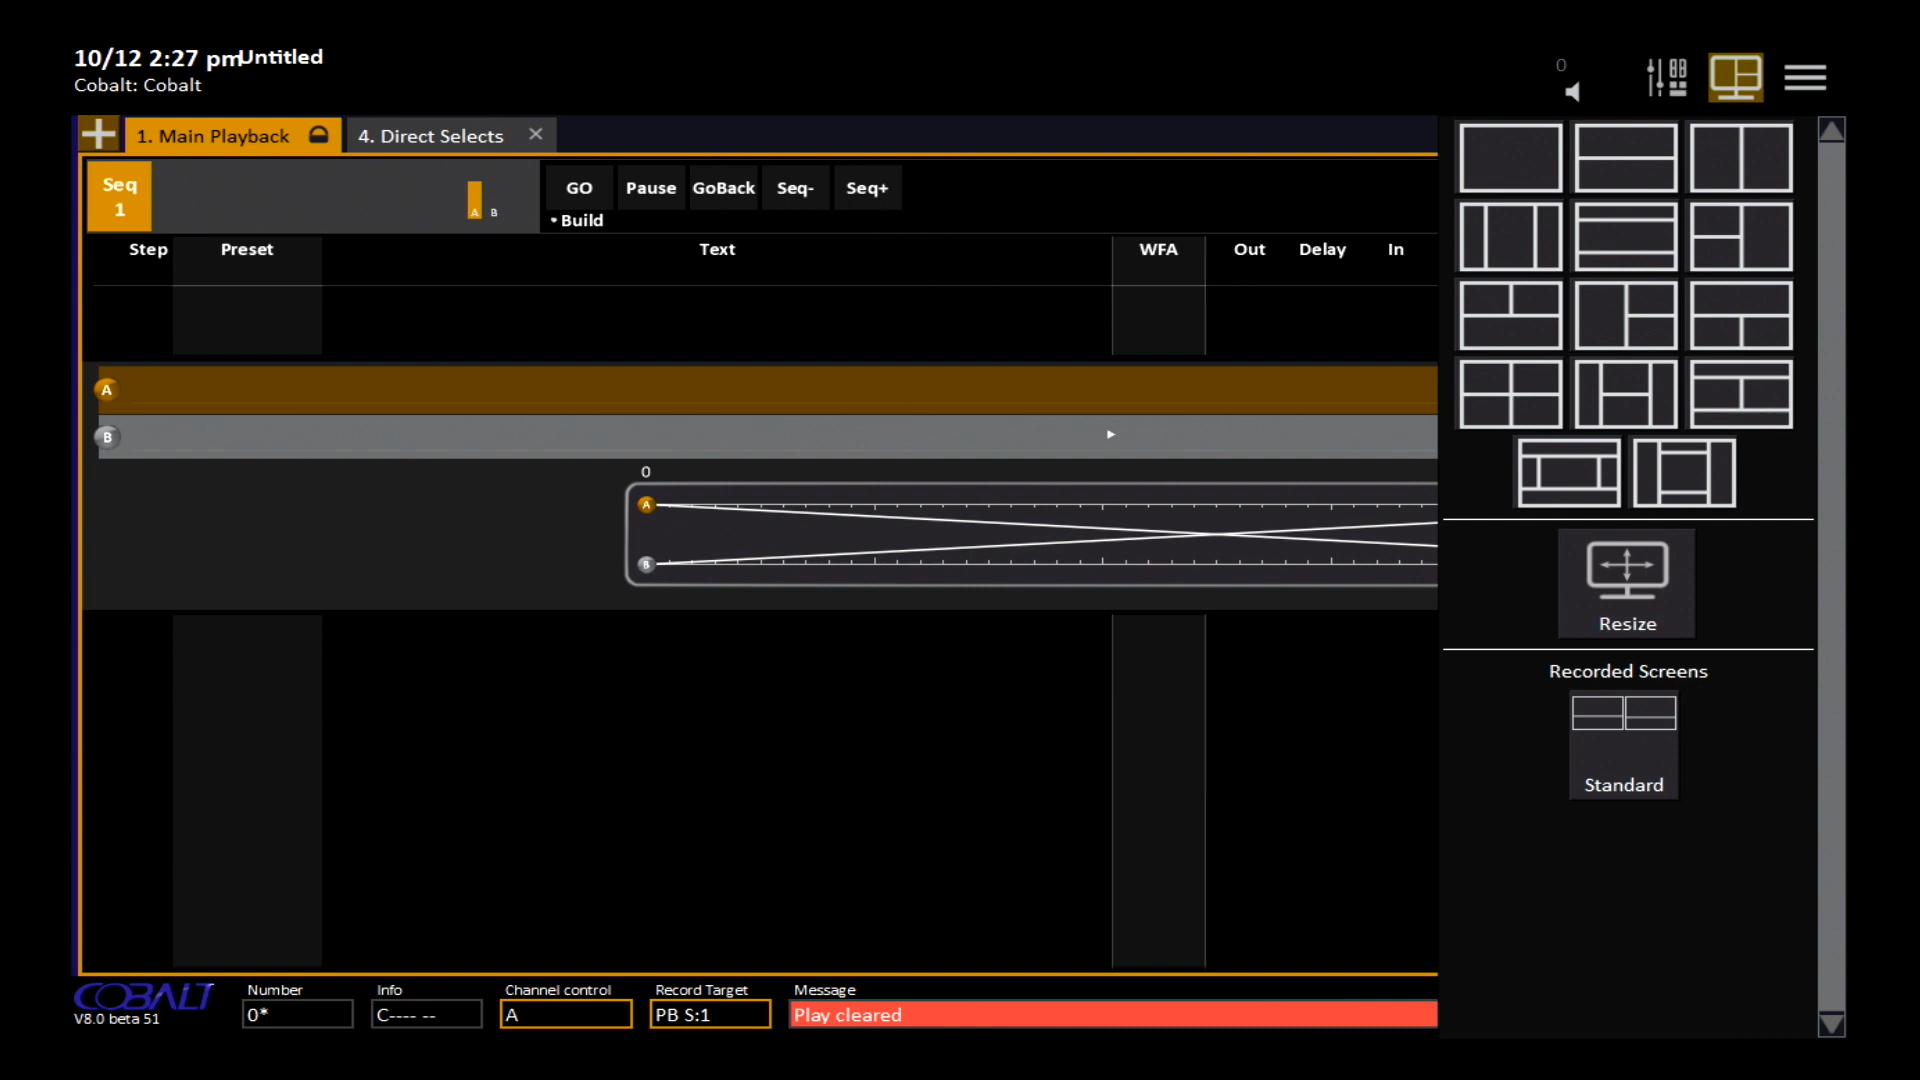 10/12 2:27 pm Untitled
Cobalt: Cobalt
0
1. Main Playback
4. Direct Selects
Seq
1
A B
GO Pause GoBack Seq- Seq+
• Build
Step Preset Text WFA Out Delay In
A
B
0
A
B
Resize
Recorded Screens
Standard
COBALT
V8.0 beta 51
Number Info Channel control Record Target Message
0* C---- -- A PB S:1 Play cleared